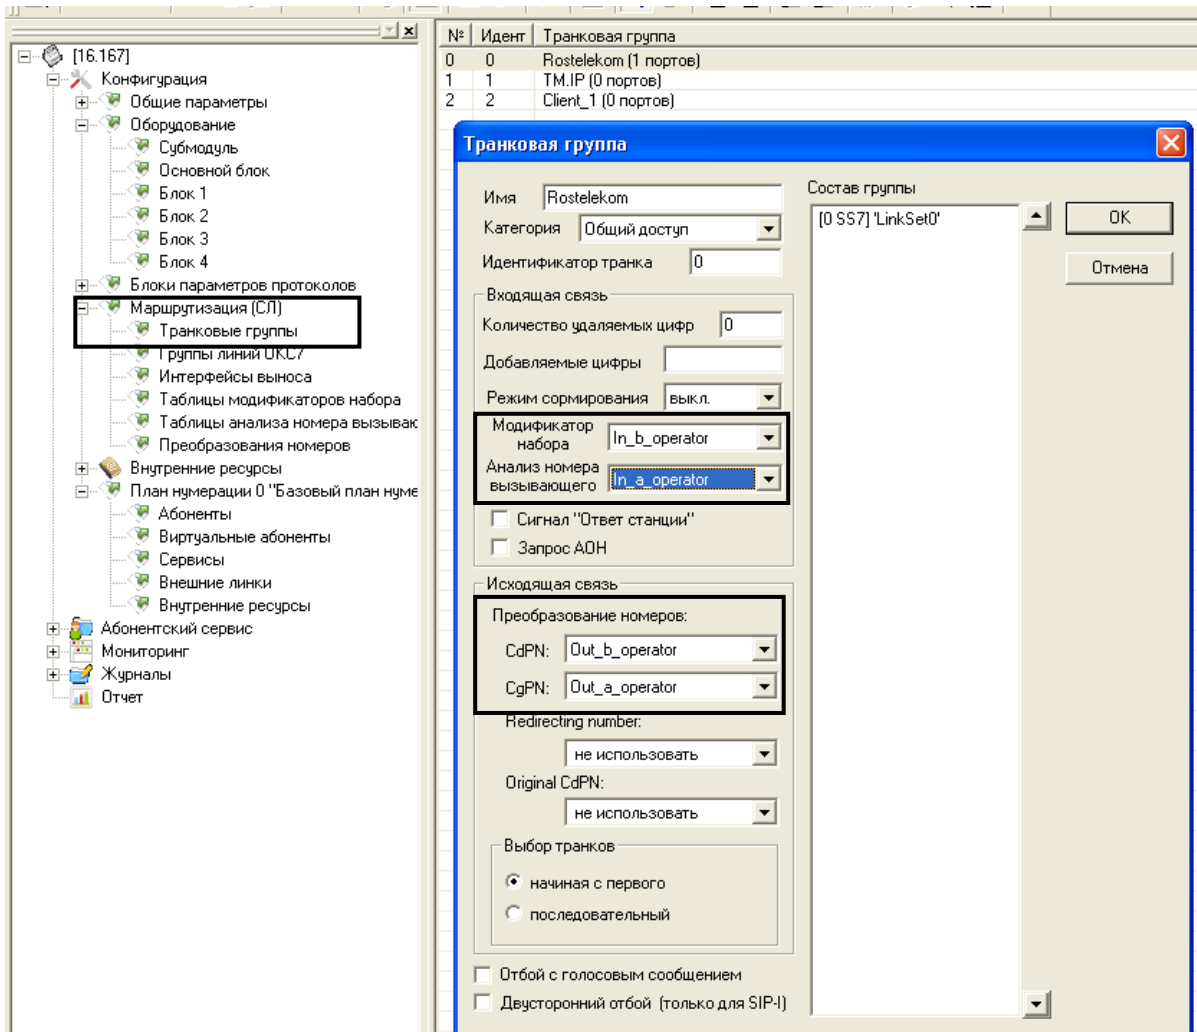 [16.167]
Конфигурация
Общие параметры
Оборудование
Субмодуль
Основной блок
Блок 1
Блок 2
Блок 3
Блок 4
Блоки параметров протоколов
Маршрутизация (СЛ)
Транковые группы
Группы линий ОКС7
Интерфейсы выноса
Таблицы модификаторов набора
Таблицы анализа номера вызываю
Преобразования номеров
Внутренние ресурсы
План нумерации 0 "Базовый план нуме
Абоненты
Виртуальные абоненты
Сервисы
Внешние линки
Внутренние ресурсы
Абонентский сервис
Мониторинг
Журналы
Отчет
№ Идент Транковая группа
0 0 Rostelekom (1 портов)
1 1 TM.IP (0 портов)
2 2 Client_1 (0 портов)
Транковая группа
Имя Rostelekom
Категория Общий доступ
Идентификатор транка 0
Входящая связь
Количество удаляемых цифр 0
Добавляемые цифры
Режим сормирования выкл.
Модификатор набора In_b_operator
Анализ номера вызывающего In_a_operator
Сигнал "Ответ станции"
Запрос АОН
Исходящая связь
Преобразование номеров:
CdPN: Out_b_operator
CgPN: Out_a_operator
Redirecting number:
не использовать
Original CdPN:
не использовать
Выбор транков
начиная с первого
последовательный
Отбой с голосовым сообщением
Двусторонний отбой (только для SIP-I)
Состав группы
[0 SS7] 'LinkSet0'
OK
Отмена